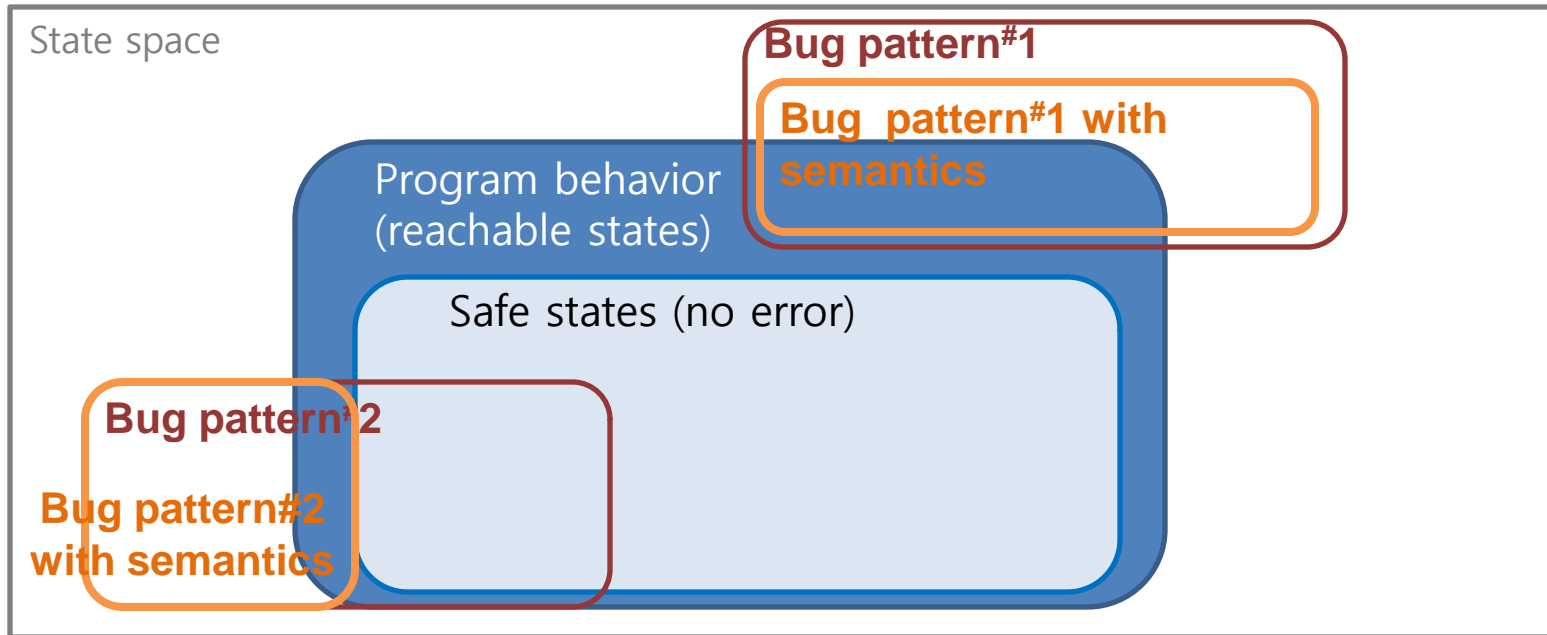 State space
Bug pattern#1
Bug pattern#1 with
semantics
Program behavior
(reachable states)
Safe states (no error)
Bug pattern#2
Bug pattern#2
with semantics